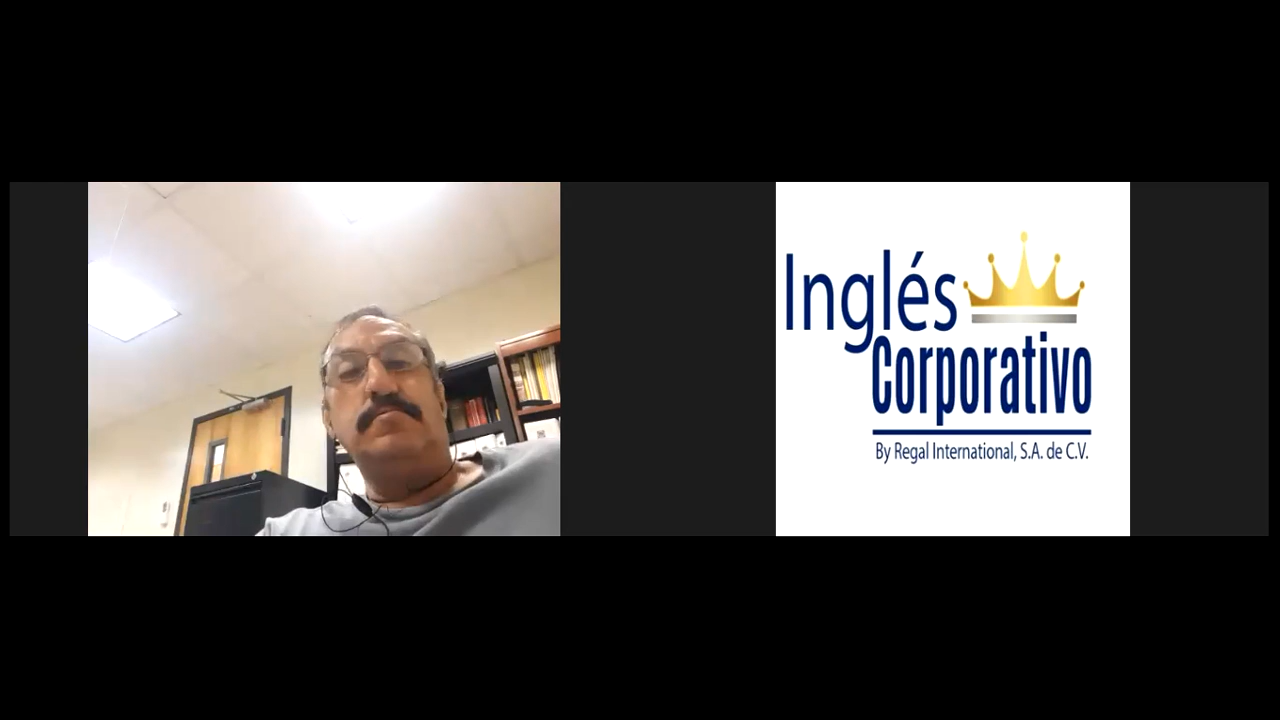 Inglés
Corporativo
By Regal International, S.A. de C.V.